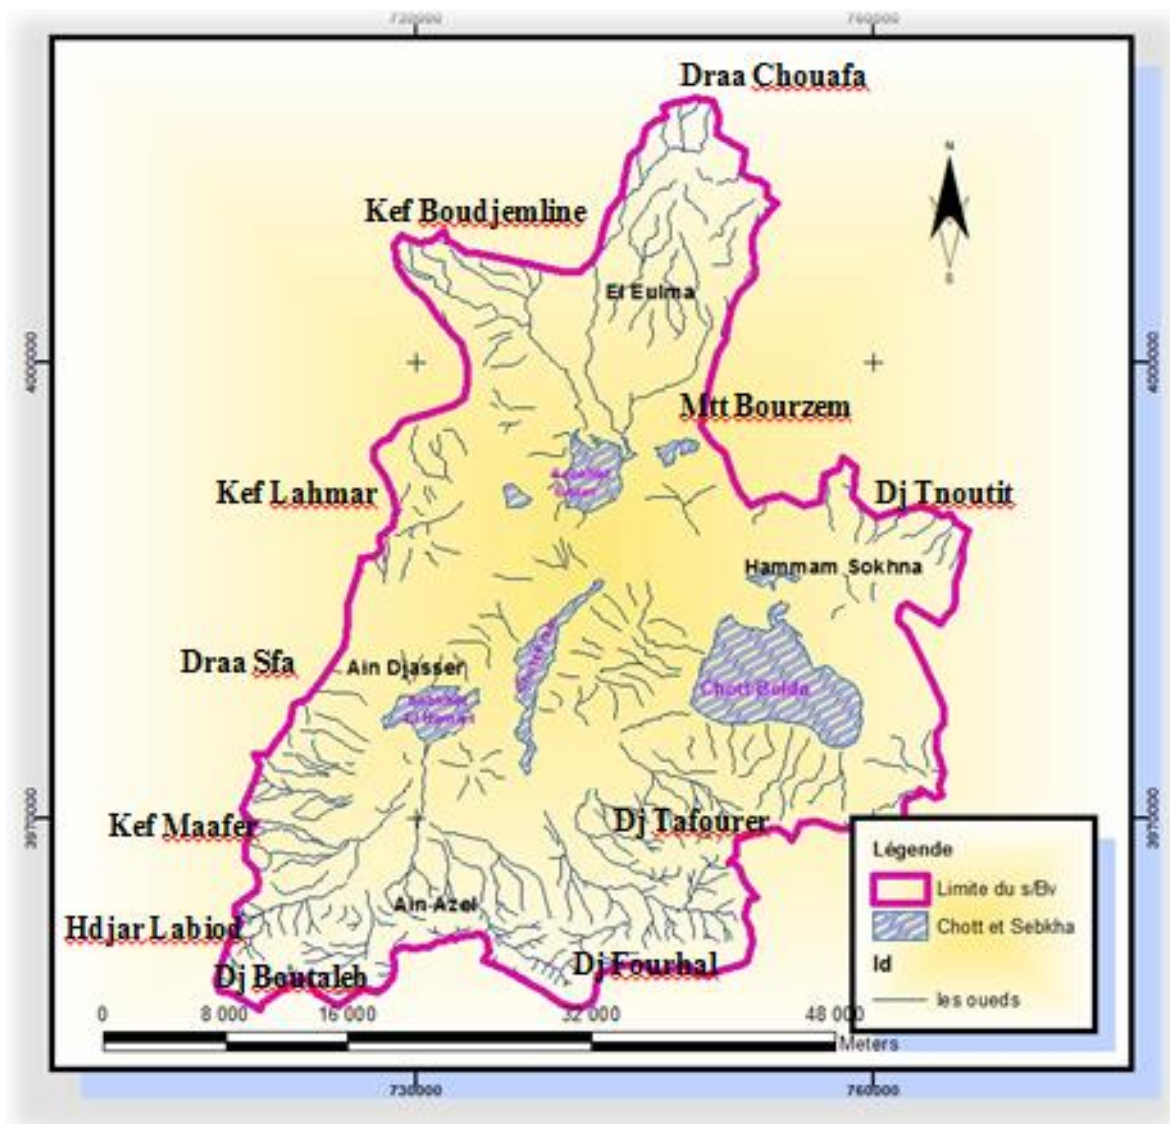 730000 760000
Draa Chouafa
N
Kef Boudjemline
S
El Eulma
4000000 4000000
Mtt Bourzem
Kef Lahmar
Dj Tnoutit
Hammam Sokhna
Draa Sfa
Ain Djasser
Chott Beida
3970000 3970000
Kef Maafer
Dj Tafourer
Légende
Limite du s/Bv
Ain Azel
Chott et Sebkha
Hdjar Labiod
Dj Fourhal
Id
Dj Boutaleb
les oueds
0 8 000 16 000 32 000 48 000
Meters
730000 760000